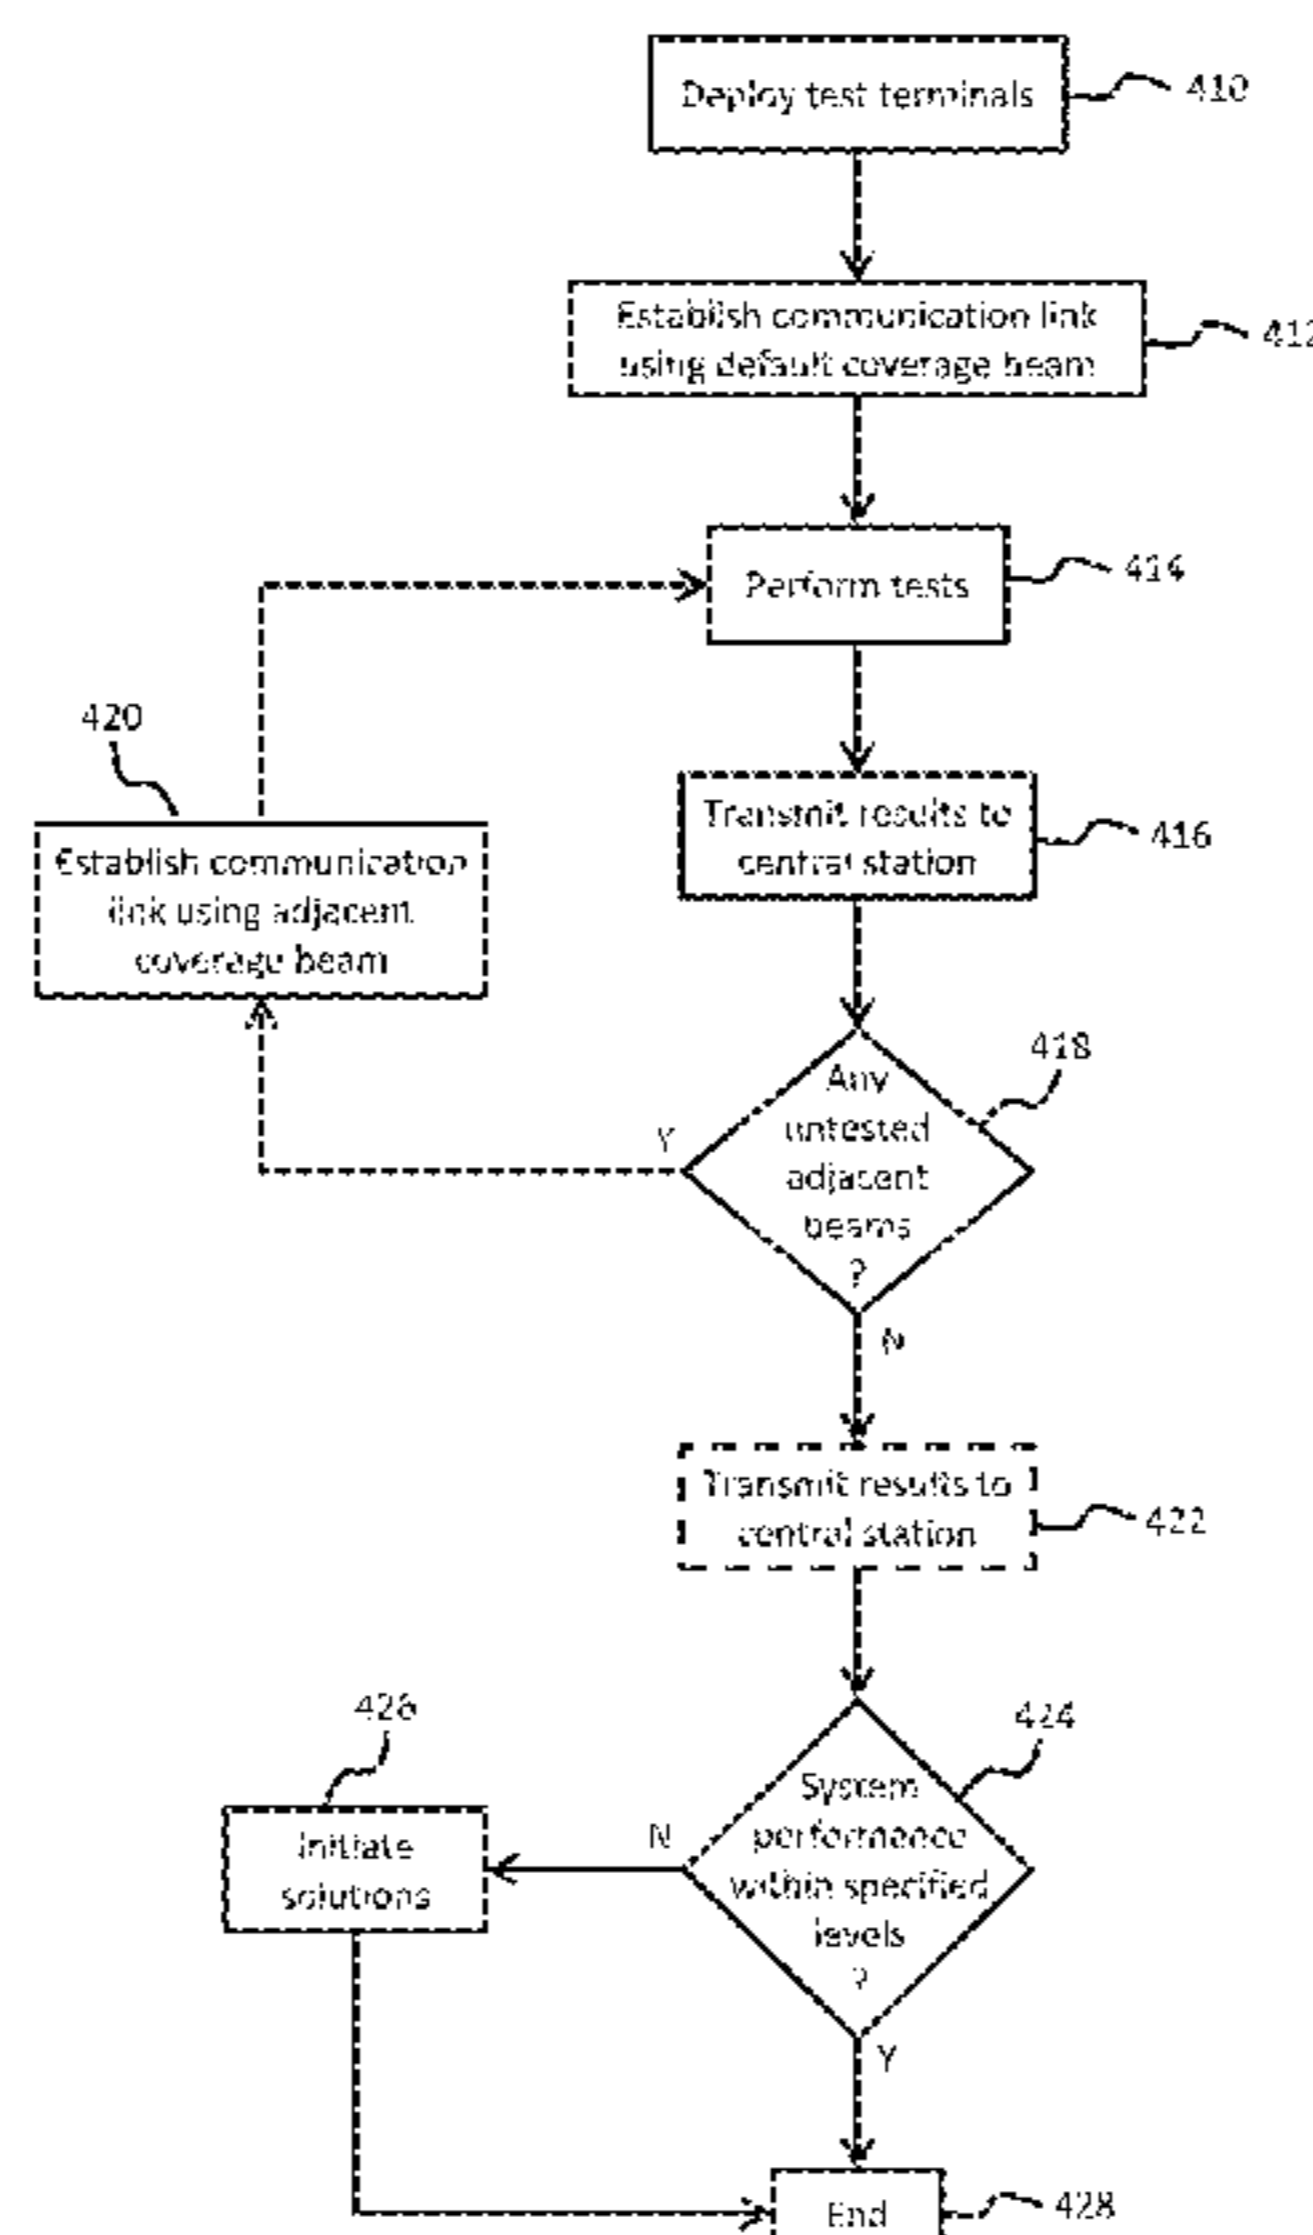 Deploy test terminals
410
Establish communication link
using default coverage beam
412
Perform tests
414
420
Establish communication
link using adjacent
coverage beam
Transmit results to
central station
416
418
Any
untested
adjacent
beams
?
Y
N
Transmit results to
central station
422
424
System
performance
within specified
levels
?
N
Y
426
Initiate
solutions
End
428